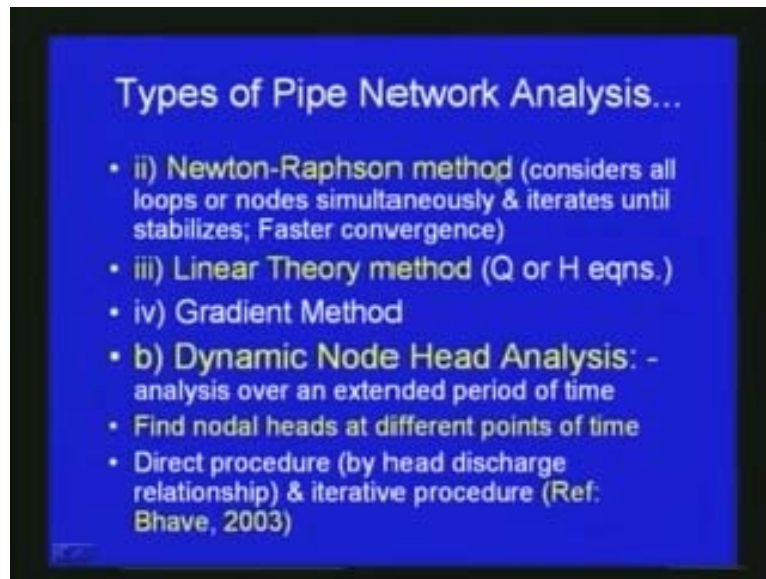 Types of Pipe Network Analysis...
• ii) Newton-Raphson method (considers all
loops or nodes simultaneously & iterates until
stabilizes; Faster convergence)
• iii) Linear Theory method (Q or H eqns.)
• iv) Gradient Method
• b) Dynamic Node Head Analysis: -
analysis over an extended period of time
• Find nodal heads at different points of time
• Direct procedure (by head discharge
relationship) & iterative procedure (Ref:
Bhave, 2003)